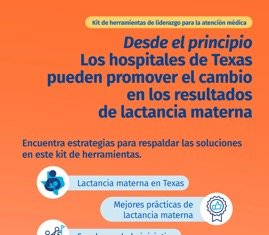 Kit de herramientas de liderazgo para la atención médica
Desde el principio
Los hospitales de Texas
pueden promover el cambio
en los resultados
de lactancia materna
Encuentra estrategias para respaldar las soluciones
en este kit de herramientas.
Lactancia materna en Texas
Mejores prácticas de
lactancia materna